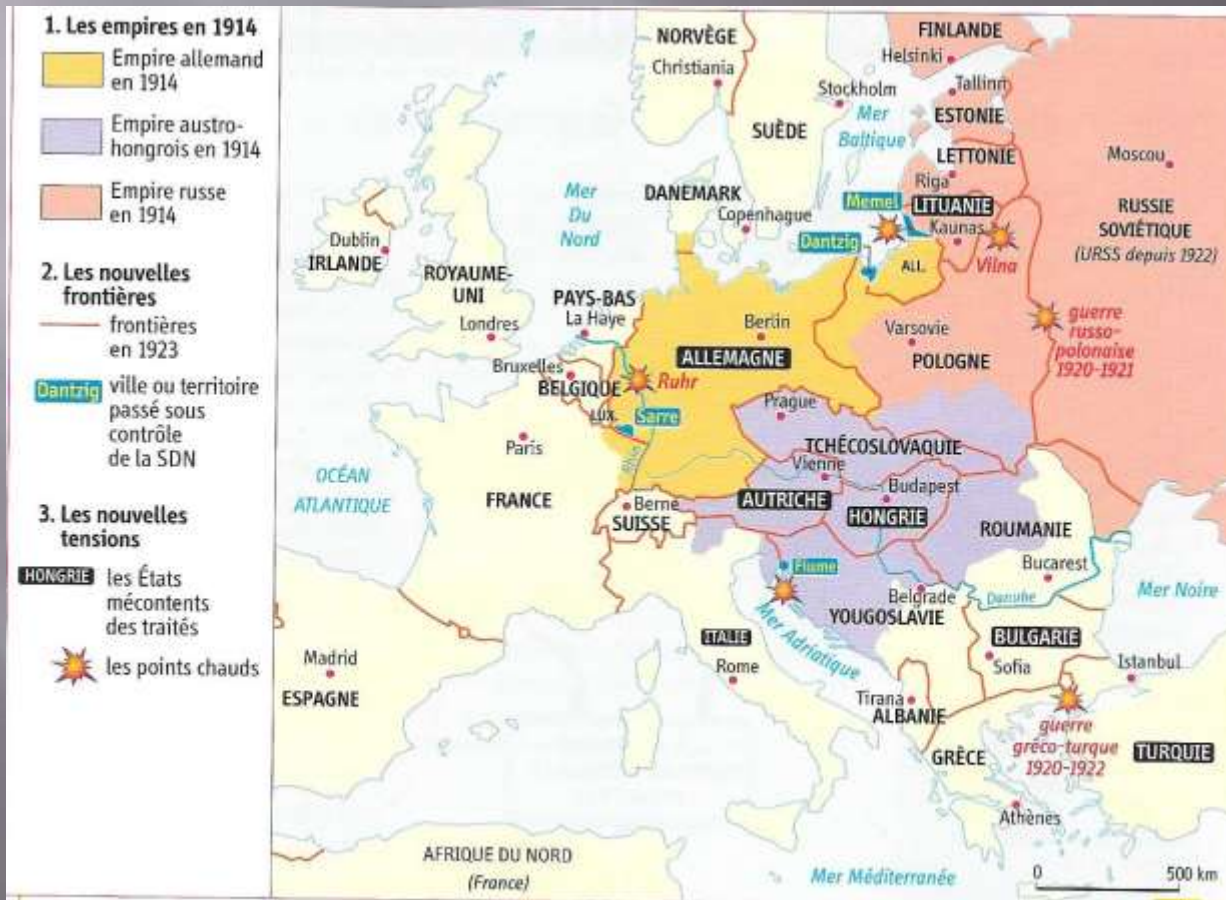 1. Les empires en 1914
Empire allemand
en 1914
Empire austro-
hongrois en 1914
Empire russe
en 1914
2. Les nouvelles
frontières
frontières
en 1923
Dantzig
ville ou territoire
passé sous
contrôle
de la SDN
3. Les nouvelles
tensions
HONGRIE
les États
mécontents
des traités
les points chauds
NORVÈGE
Christiania
FINLANDE
Helsinki
Stockholm
Tallinn
ESTONIE
Mer
Baltique
SUÈDE
LETTONIE
Riga
Moscou
Mer
Du
Nord
DANEMARK
Copenhague
Memel
LITUANIE
Kaunas
Vilna
RUSSIE
SOVIÉTIQUE
(URSS depuis 1922)
Dantzig
ALL.
Dublin
IRLANDE
ROYAUME-
UNI
Londres
PAYS-BAS
La Haye
Berlin
ALLEMAGNE
Varsovie
POLOGNE
guerre
russo-
polonaise
1920-1921
Bruxelles
BELGIQUE
Ruhr
LUX.
Sarre
Prague
TCHÉCOSLOVAQUIE
Paris
Rhin
Vienne
AUTRICHE
Budapest
HONGRIE
OCÉAN
ATLANTIQUE
FRANCE
Berne
SUISSE
ROUMANIE
Bucarest
Fiume
Belgrade
Danube
Mer Noire
YOUGOSLAVIE
Mer Adriatique
BULGARIE
Sofia
Istanbul
Madrid
ESPAGNE
ITALIE
Rome
Tirana
ALBANIE
GRÈCE
guerre
gréco-turque
1920-1922
TURQUIE
Athènes
AFRIQUE DU NORD
(France)
Mer Méditerranée
0
500 km